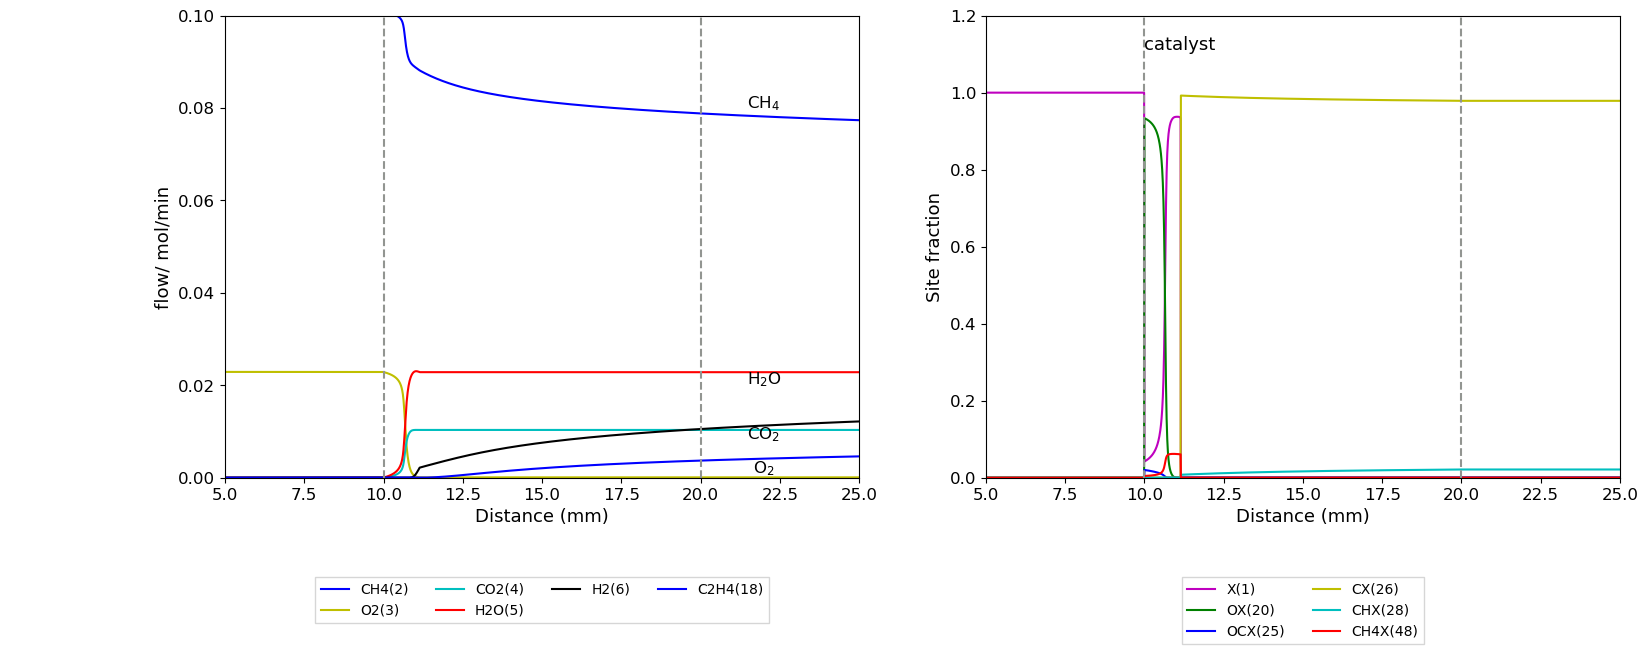 0.10
0.08
0.06
0.04
0.02
0.00
flow/ mol/min
CH₄
H₂O
CO₂
O₂
5.0 7.5 10.0 12.5 15.0 17.5 20.0 22.5 25.0
Distance (mm)
CH4(2) CO2(4) H2(6) C2H4(18)
O2(3) H2O(5)
1.2
1.0
0.8
0.6
0.4
0.2
0.0
Site fraction
catalyst
5.0 7.5 10.0 12.5 15.0 17.5 20.0 22.5 25.0
Distance (mm)
X(1) CX(26)
OX(20) CHX(28)
OCX(25) CH4X(48)